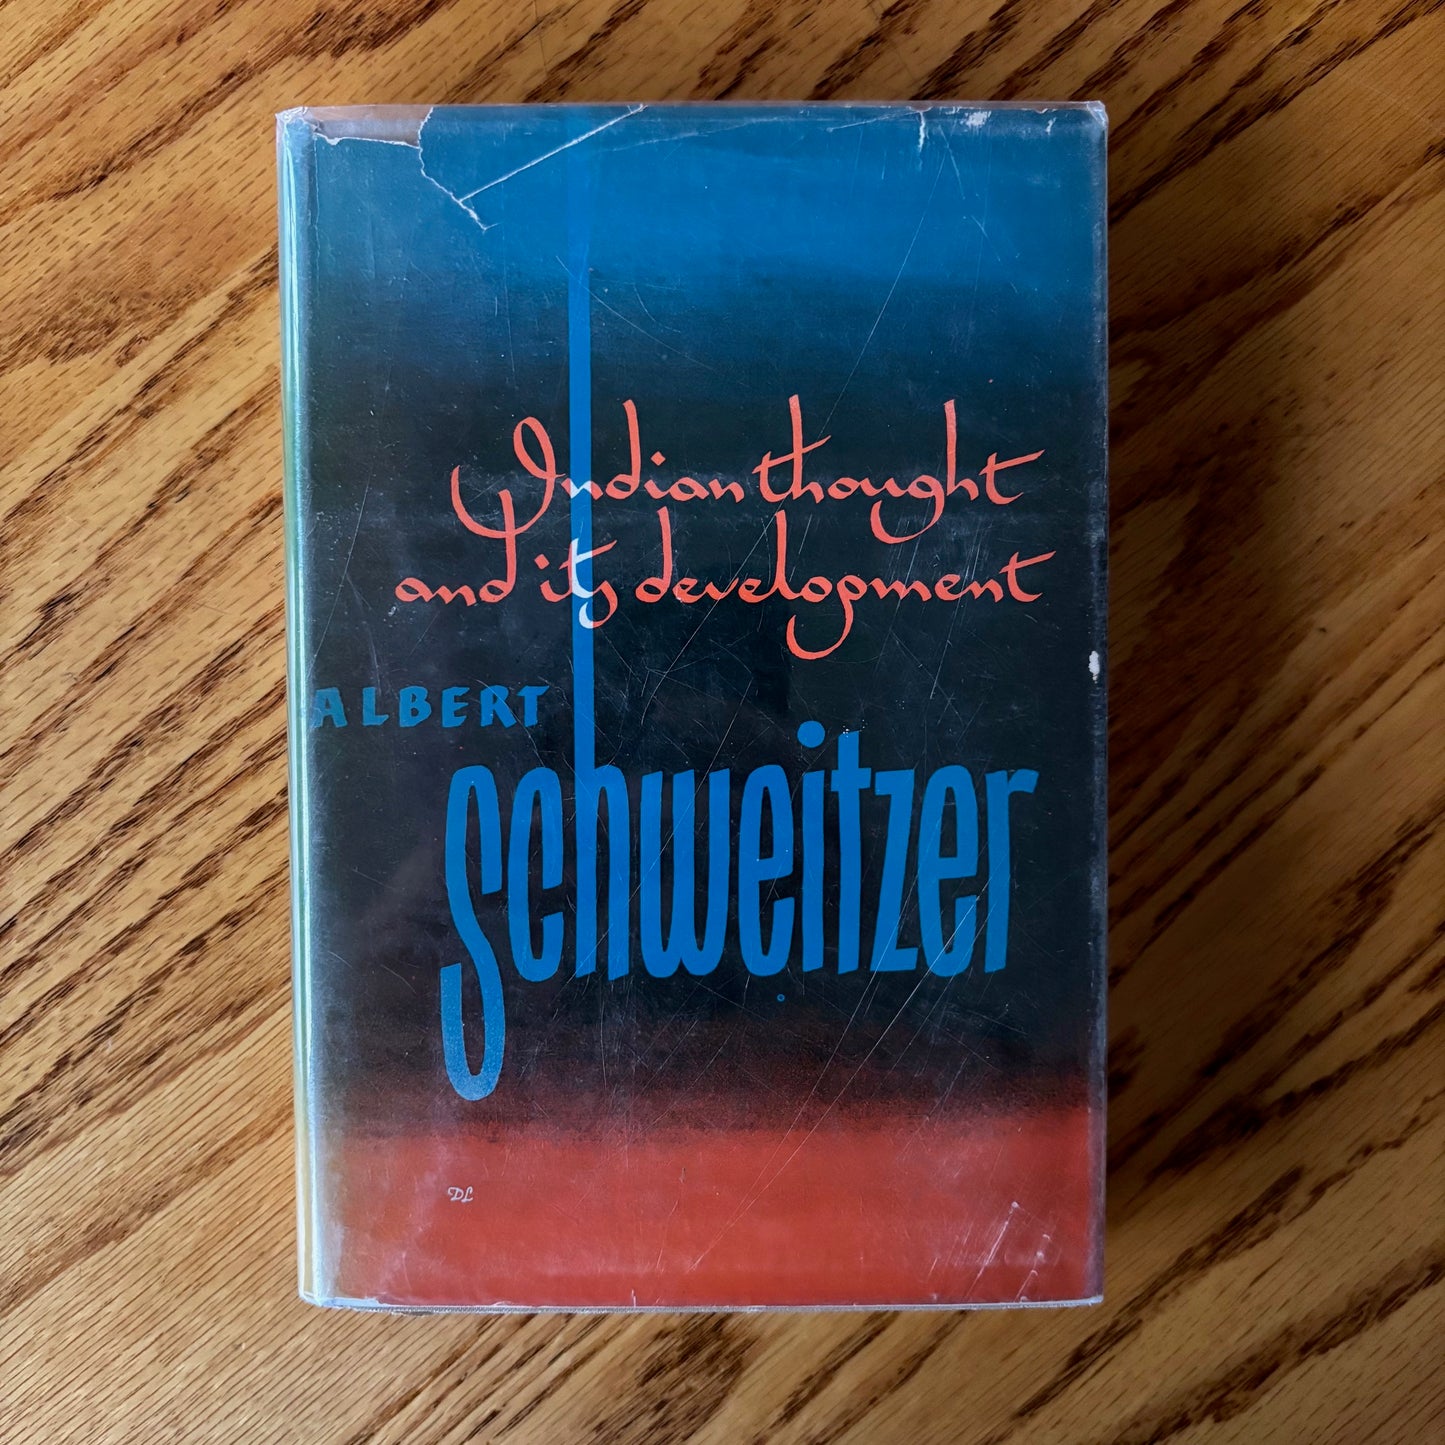 Indian thought
and its development
ALBERT
Schweitzer
DL